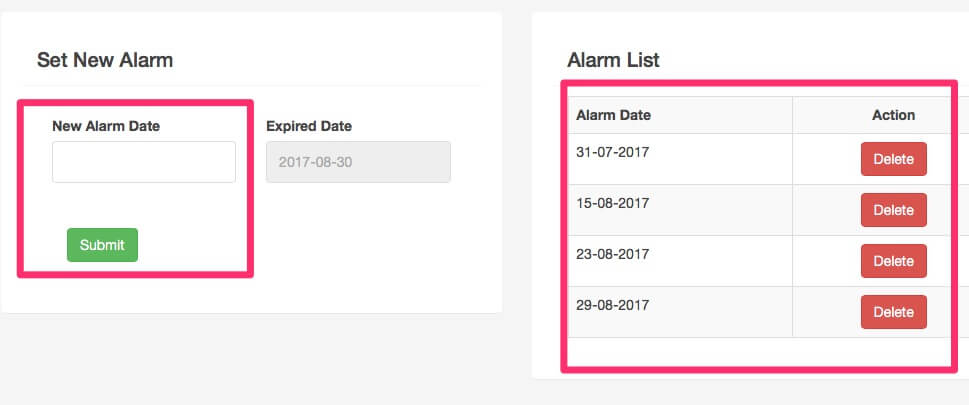 Set New Alarm
New Alarm Date
Expired Date
2017-08-30
Submit
Alarm List
Alarm Date Action
31-07-2017 Delete
15-08-2017 Delete
23-08-2017 Delete
29-08-2017 Delete